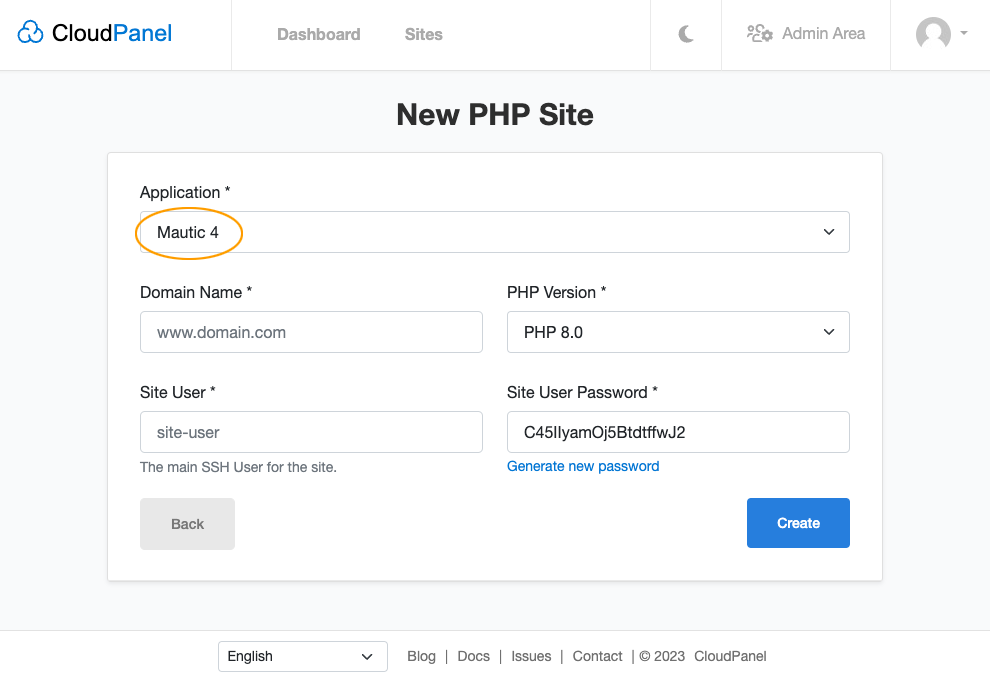 CloudPanel Dashboard Sites Admin Area
New PHP Site
Application *
Mautic 4
Domain Name * PHP Version *
www.domain.com PHP 8.0
Site User * Site User Password *
site-user C45IIyamOj5BtdtffwJ2
The main SSH User for the site. Generate new password
Back Create
English Blog | Docs | Issues | Contact | © 2023 CloudPanel